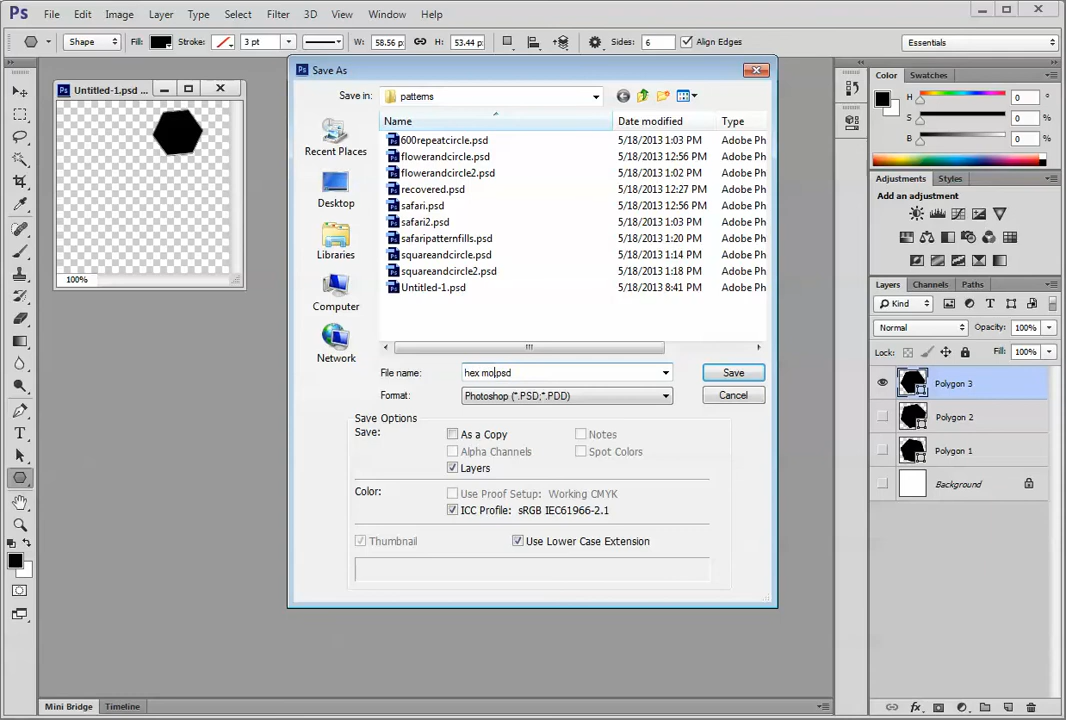 Ps File Edit Image Layer Type Select Filter 3D View Window Help
Shape Fill: Stroke: 3 pt W: 58.56 p: H: 53.44 p: Sides: 6 Align Edges Essentials
Untitled-1.psd ...
100%
Ps Save As
Save in: patterns
Name Date modified Type
600repeatcircle.psd 5/18/2013 1:03 PM Adobe Ph
flowerandcircle.psd 5/18/2013 12:56 PM Adobe Ph
flowerandcircle2.psd 5/18/2013 1:02 PM Adobe Ph
recovered.psd 5/18/2013 12:27 PM Adobe Ph
safari.psd 5/18/2013 12:56 PM Adobe Ph
safari2.psd 5/18/2013 1:03 PM Adobe Ph
safaripatternfills.psd 5/18/2013 1:20 PM Adobe Ph
squareandcircle.psd 5/18/2013 1:14 PM Adobe Ph
squareandcircle2.psd 5/18/2013 1:18 PM Adobe Ph
Untitled-1.psd 5/18/2013 8:41 PM Adobe Ph
Recent Places
Desktop
Libraries
Computer
Network
File name: hex mo.psd Save
Format: Photoshop (*.PSD;*.PDD) Cancel
Save Options
Save: As a Copy Notes
Alpha Channels Spot Colors
Layers
Color: Use Proof Setup: Working CMYK
ICC Profile: sRGB IEC61966-2.1
Thumbnail Use Lower Case Extension
Color Swatches
H 0 °
S 0 %
B 0 %
Adjustments Styles
Add an adjustment
Layers Channels Paths
Kind T
Normal Opacity: 100%
Lock: Fill: 100%
Polygon 3
Polygon 2
Polygon 1
Background
fx
Mini Bridge Timeline